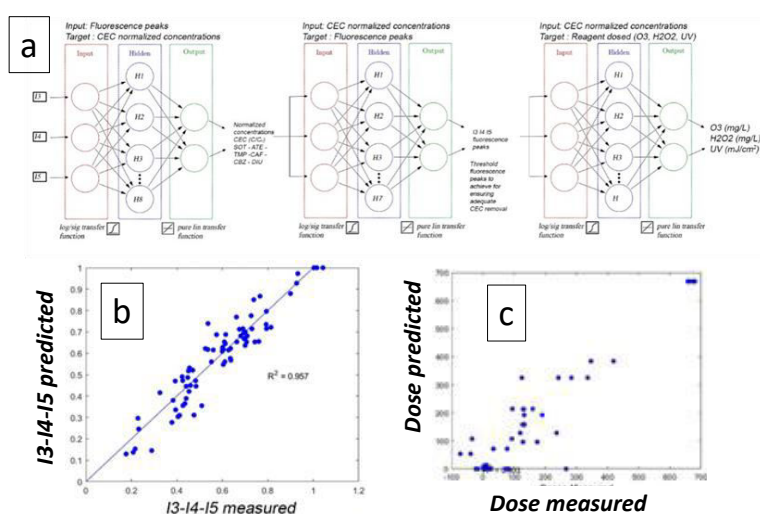 a
Input: Fluorescence peaks
Target : CEC normalized concentrations
Input
Hidden
Output
I3
I4
I5
H1
H2
H3
H8
Normalized
concentrations
CEC (C/C₀)
SOT - ATE -
TMP -CAF -
CBZ - DIU
log/sig transfer
function
pure lin transfer
function
Input: CEC normalized concentrations
Target : Fluorescence peaks
Input
Hidden
Output
H1
H2
H3
H7
I3 I4 I5
fluorescence
peaks
Threshold
fluorescence
peaks to
achieve for
ensuring
adequate
CEC removal
log/sig transfer
function
pure lin transfer
function
Input: CEC normalized concentrations
Target : Reagent dosed (O3, H2O2, UV)
Input
Hidden
Output
H1
H2
H3
H
O3 (mg/L)
H2O2 (mg/L)
UV (mJ/cm²)
log/sig transfer
function
pure lin transfer
function
b
I3-I4-I5 predicted
1
0.9
0.8
0.7
0.6
0.5
0.4
0.3
0.2
0.1
0
R² = 0.957
0 0.2 0.4 0.6 0.8 1 1.2
I3-I4-I5 measured
c
Dose predicted
700
600
500
400
300
200
100
0
-100 0 100 200 300 400 500 600 700
Dose measured